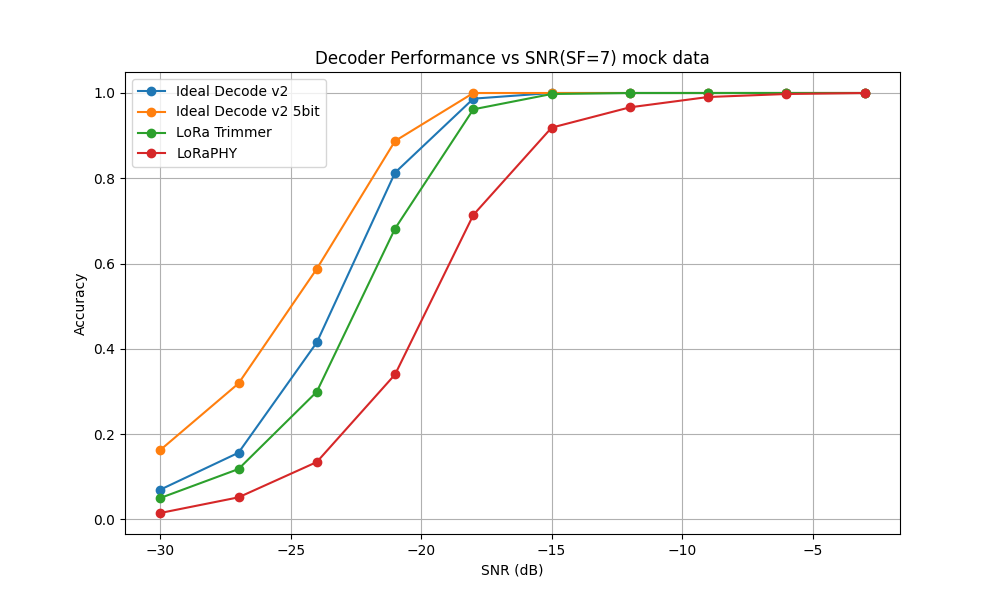 Decoder Performance vs SNR(SF=7) mock data
Ideal Decode v2
Ideal Decode v2 5bit
LoRa Trimmer
LoRaPHY
1.0
0.8
0.6
0.4
0.2
0.0
Accuracy
−30
−25
−20
−15
−10
−5
SNR (dB)